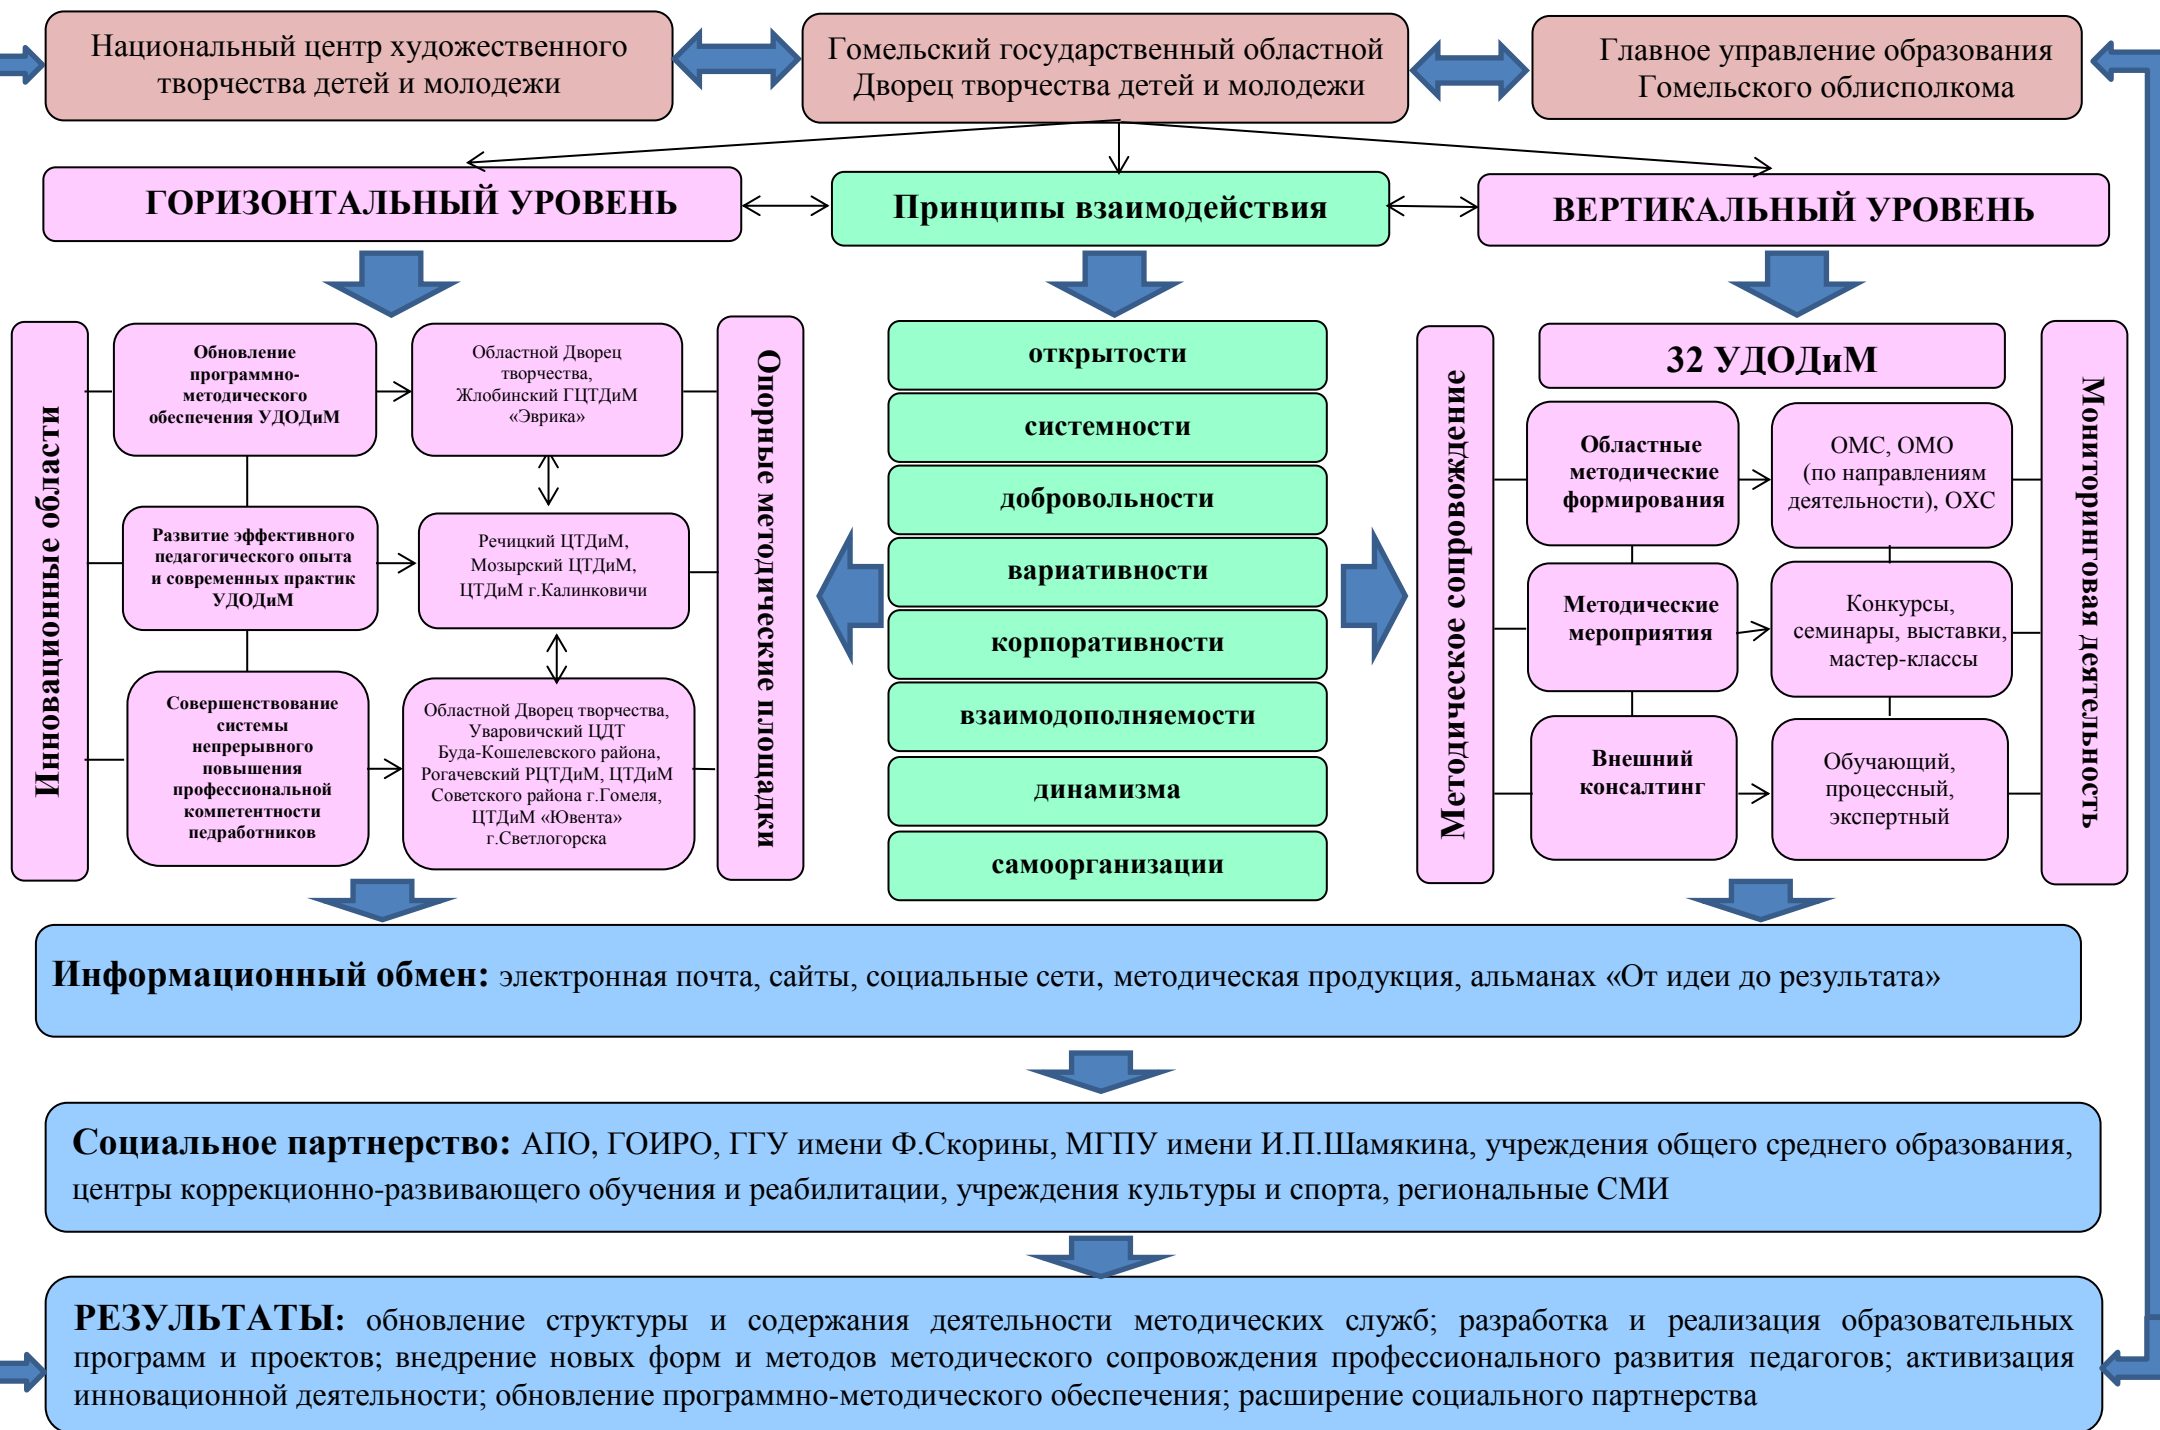 Национальный центр художественного
творчества детей и молодежи
Гомельский государственный областной
Дворец творчества детей и молодежи
Главное управление образования
Гомельского облисполкома
ГОРИЗОНТАЛЬНЫЙ УРОВЕНЬ
Принципы взаимодействия
ВЕРТИКАЛЬНЫЙ УРОВЕНЬ
Инновационные области
Обновление
программно-
методического
обеспечения УДОДиМ
Областной Дворец
творчества,
Жлобинский ГЦТДиМ
«Эврика»
Развитие эффективного
педагогического опыта
и современных практик
УДОДиМ
Речицкий ЦТДиМ,
Мозырский ЦТДиМ,
ЦТДиМ г.Калинковичи
Совершенствование
системы
непрерывного
повышения
профессиональной
компетентности
педработников
Областной Дворец творчества,
Уваровичский ЦДТ
Буда-Кошелевского района,
Рогачевский РЦТДиМ, ЦТДиМ
Советского района г.Гомеля,
ЦТДиМ «Ювента»
г.Светлогорска
Опорные методические площадки
открытости
системности
добровольности
вариативности
корпоративности
взаимодополняемости
динамизма
самоорганизации
Методическое сопровождение
32 УДОДиМ
Областные
методические
формирования
ОМС, ОМО
(по направлениям
деятельности), ОХС
Методические
мероприятия
Конкурсы,
семинары, выставки,
мастер-классы
Внешний
консалтинг
Обучающий,
процессный,
экспертный
Мониторинговая деятельность
Информационный обмен: электронная почта, сайты, социальные сети, методическая продукция, альманах «От идеи до результата»
Социальное партнерство: АПО, ГОИРО, ГГУ имени Ф.Скорины, МГПУ имени И.П.Шамякина, учреждения общего среднего образования,
центры коррекционно-развивающего обучения и реабилитации, учреждения культуры и спорта, региональные СМИ
РЕЗУЛЬТАТЫ: обновление структуры и содержания деятельности методических служб; разработка и реализация образовательных
программ и проектов; внедрение новых форм и методов методического сопровождения профессионального развития педагогов; активизация
инновационной деятельности; обновление программно-методического обеспечения; расширение социального партнерства